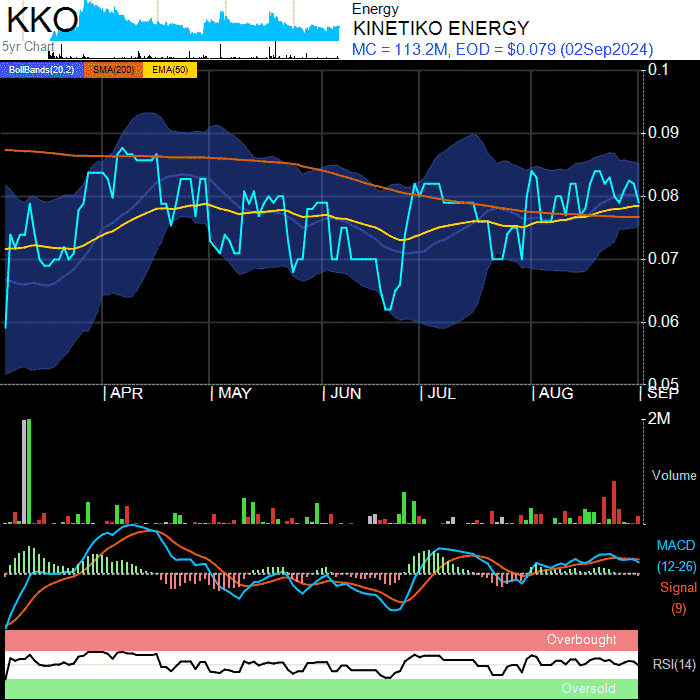 KKO
5yr Chart
Energy
KINETIKO ENERGY
MC = 113.2M, EOD = $0.079 (02Sep2024)
BollBands(20,2) SMA(200) EMA(50)
0.1
0.09
0.08
0.07
0.06
0.05
APR MAY JUN JUL AUG SEP
2M
Volume
MACD
(12-26)
Signal
(9)
Overbought
RSI(14)
Oversold